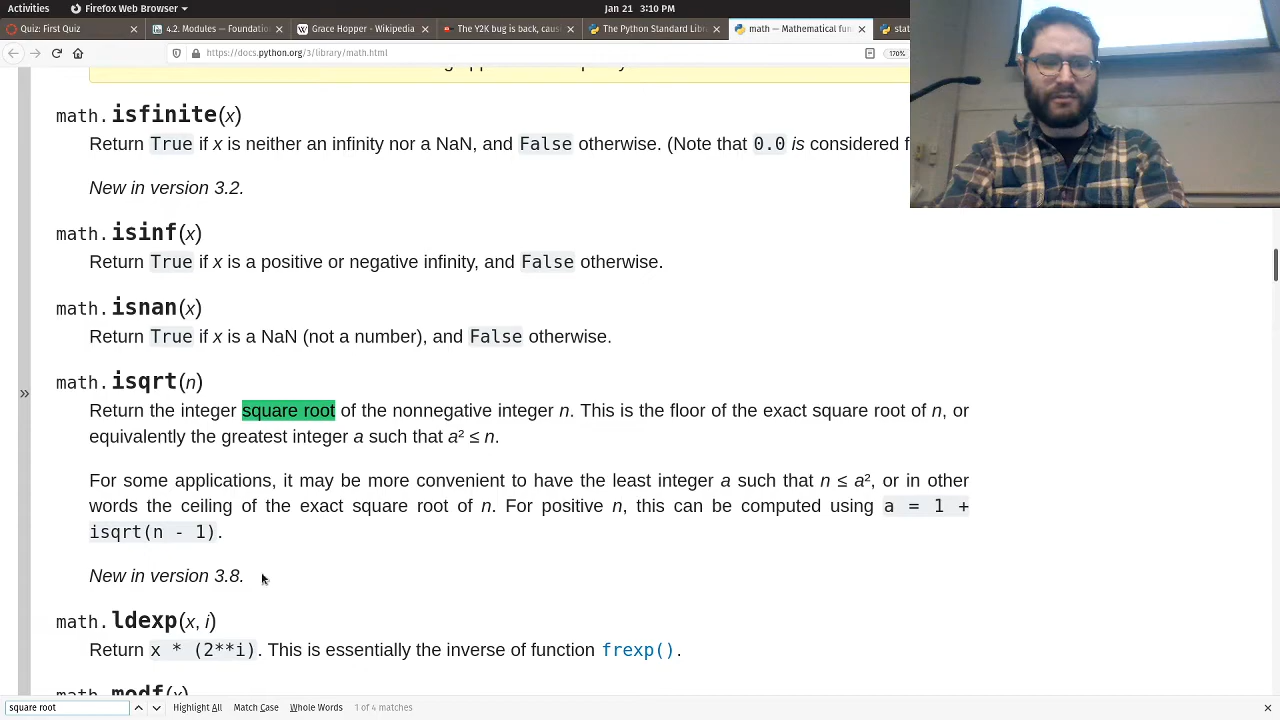 Activities Firefox Web Browser Jan 21 3:10 PM
Quiz: First Quiz 4.2. Modules — Foundatio Grace Hopper - Wikipedia The Y2K bug is back, caus The Python Standard Libr math — Mathematical fun stat
https://docs.python.org/3/library/math.html 170%
math.isfinite(x)
Return True if x is neither an infinity nor a NaN, and False otherwise. (Note that 0.0 is considered f
New in version 3.2.
math.isinf(x)
Return True if x is a positive or negative infinity, and False otherwise.
math.isnan(x)
Return True if x is a NaN (not a number), and False otherwise.
math.isqrt(n)
Return the integer square root of the nonnegative integer n. This is the floor of the exact square root of n, or
equivalently the greatest integer a such that a² ≤ n.
For some applications, it may be more convenient to have the least integer a such that n ≤ a², or in other
words the ceiling of the exact square root of n. For positive n, this can be computed using a = 1 +
isqrt(n - 1).
New in version 3.8.
math.ldexp(x, i)
Return x * (2**i). This is essentially the inverse of function frexp().
math.modf(x)
square root Highlight All Match Case Whole Words 1 of 4 matches